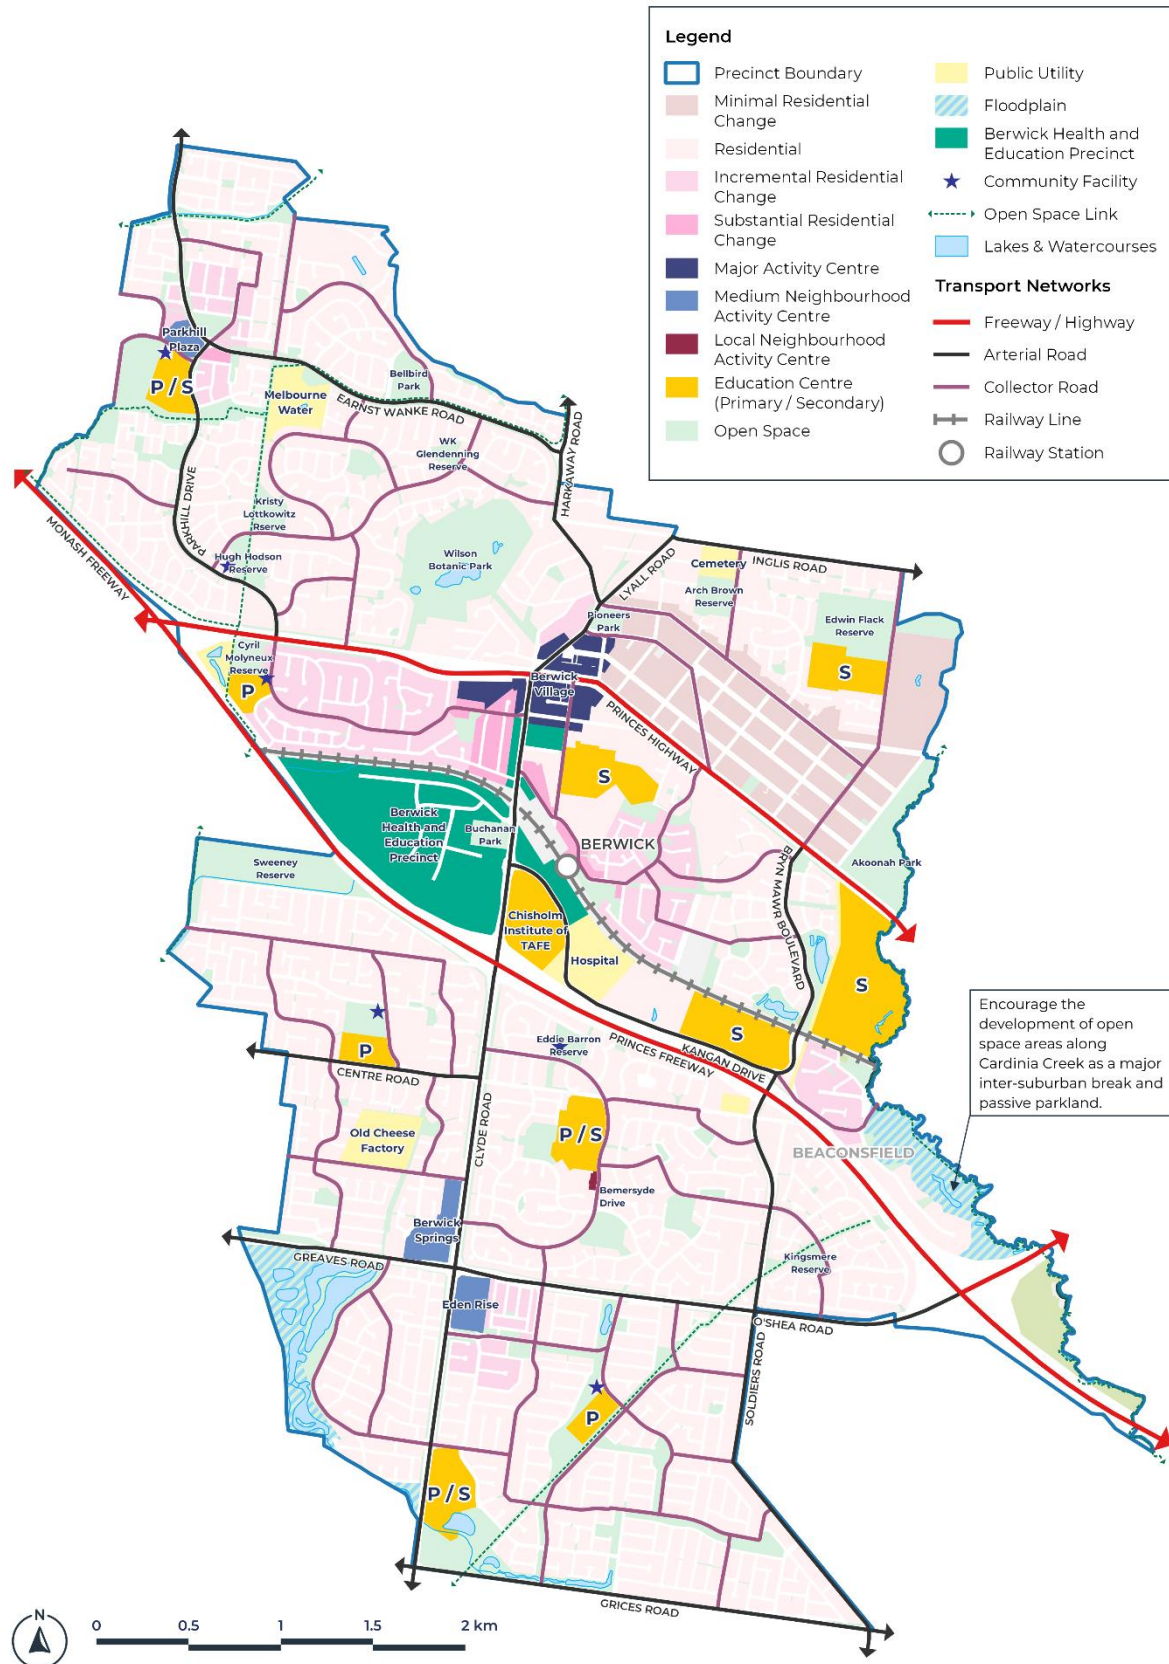 Legend
Precinct Boundary
Minimal Residential
Change
Residential
Incremental Residential
Change
Substantial Residential
Change
Major Activity Centre
Medium Neighbourhood
Activity Centre
Local Neighbourhood
Activity Centre
Education Centre
(Primary / Secondary)
Open Space
Public Utility
Floodplain
Berwick Health and
Education Precinct
Community Facility
Open Space Link
Lakes & Watercourses
Transport Networks
Freeway / Highway
Arterial Road
Collector Road
Railway Line
Railway Station
Parkhill
Plaza
P / S
Melbourne
Water
Bellbird
Park
EARNST WANKE ROAD
WK
Glendenning
Reserve
HARKAWAY ROAD
MONASH FREEWAY
PARKHILL DRIVE
Kristy
Lottkowitz
Rserve
Hugh Hodson
Reserve
Wilson
Botanic Park
LYALL ROAD
Cemetery
INGLIS ROAD
Arch Brown
Reserve
Pioneers
Park
Edwin Flack
Reserve
S
Cyril
Molyneux
Reserve
P
Berwick
Village
PRINCES HIGHWAY
S
Berwick
Health and
Education
Precinct
Buchanan
Park
BERWICK
BRYN MAWR BOULEVARD
Akoonah Park
Sweeney
Reserve
Chisholm
Institute of
TAFE
Hospital
S
S
Encourage the
development of open
space areas along
Cardinia Creek as a major
inter-suburban break and
passive parkland.
Eddie Barron
Reserve
PRINCES FREEWAY
KANGAN DRIVE
P
CENTRE ROAD
CLYDE ROAD
Old Cheese
Factory
P / S
BEACONSFIELD
Bemersyde
Drive
Berwick
Springs
GREAVES ROAD
Kingsmere
Reserve
Eden Rise
O'SHEA ROAD
SOLDIERS ROAD
P
P / S
GRICES ROAD
N
0
0.5
1
1.5
2 km